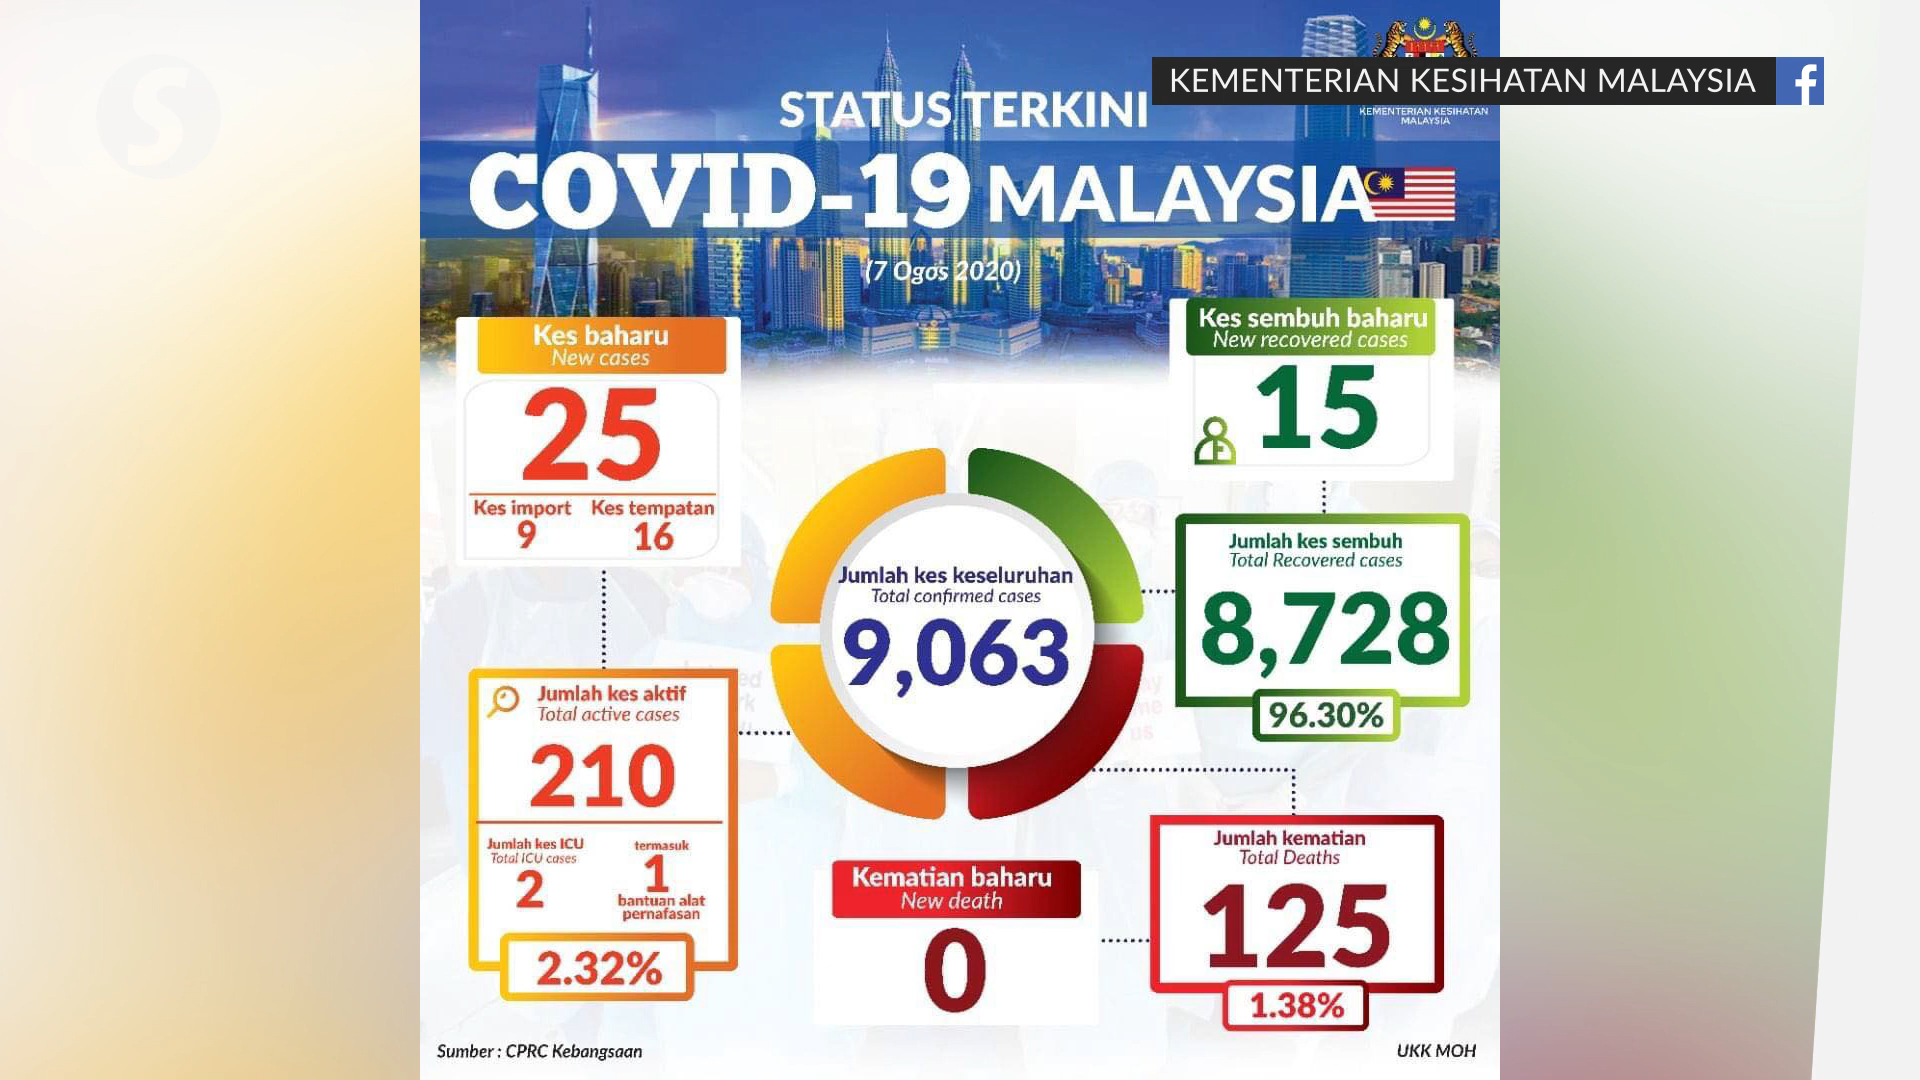 S
KEMENTERIAN KESIHATAN MALAYSIA f
KEMENTERIAN KESIHATAN
MALAYSIA
STATUS TERKINI
COVID-19 MALAYSIA
(7 Ogos 2020)
Kes baharu
New cases
25
Kes import Kes tempatan
9 16
Kes sembuh baharu
New recovered cases
15
Jumlah kes keseluruhan
Total confirmed cases
9,063
Jumlah kes sembuh
Total Recovered cases
8,728
96.30%
Jumlah kes aktif
Total active cases
210
Jumlah kes ICU
Total ICU cases
2
termasuk
1
bantuan alat
pernafasan
2.32%
Kematian baharu
New death
0
Jumlah kematian
Total Deaths
125
1.38%
Sumber : CPRC Kebangsaan
UKK MOH